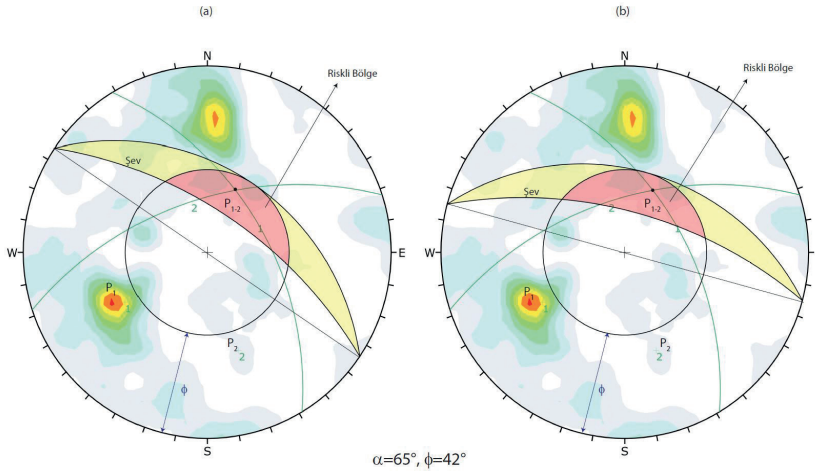 (a)
(b)
N
Riskli Bölge
Şev
P1-2
2
1
W
E
P1
1
P2
2
ϕ
S
N
Riskli Bölge
Şev
P1-2
2
1
W
P1
1
P2
2
ϕ
S
α=65°, ϕ=42°